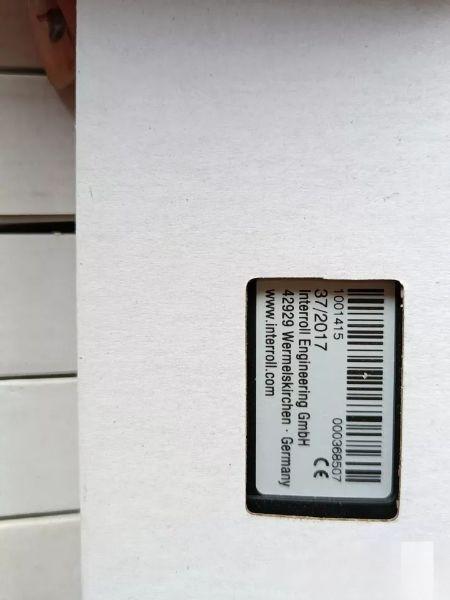 1001415 000368507
37/2017 CE
Interroll Engineering GmbH
42929 Wermelskirchen · Germany
www.interroll.com